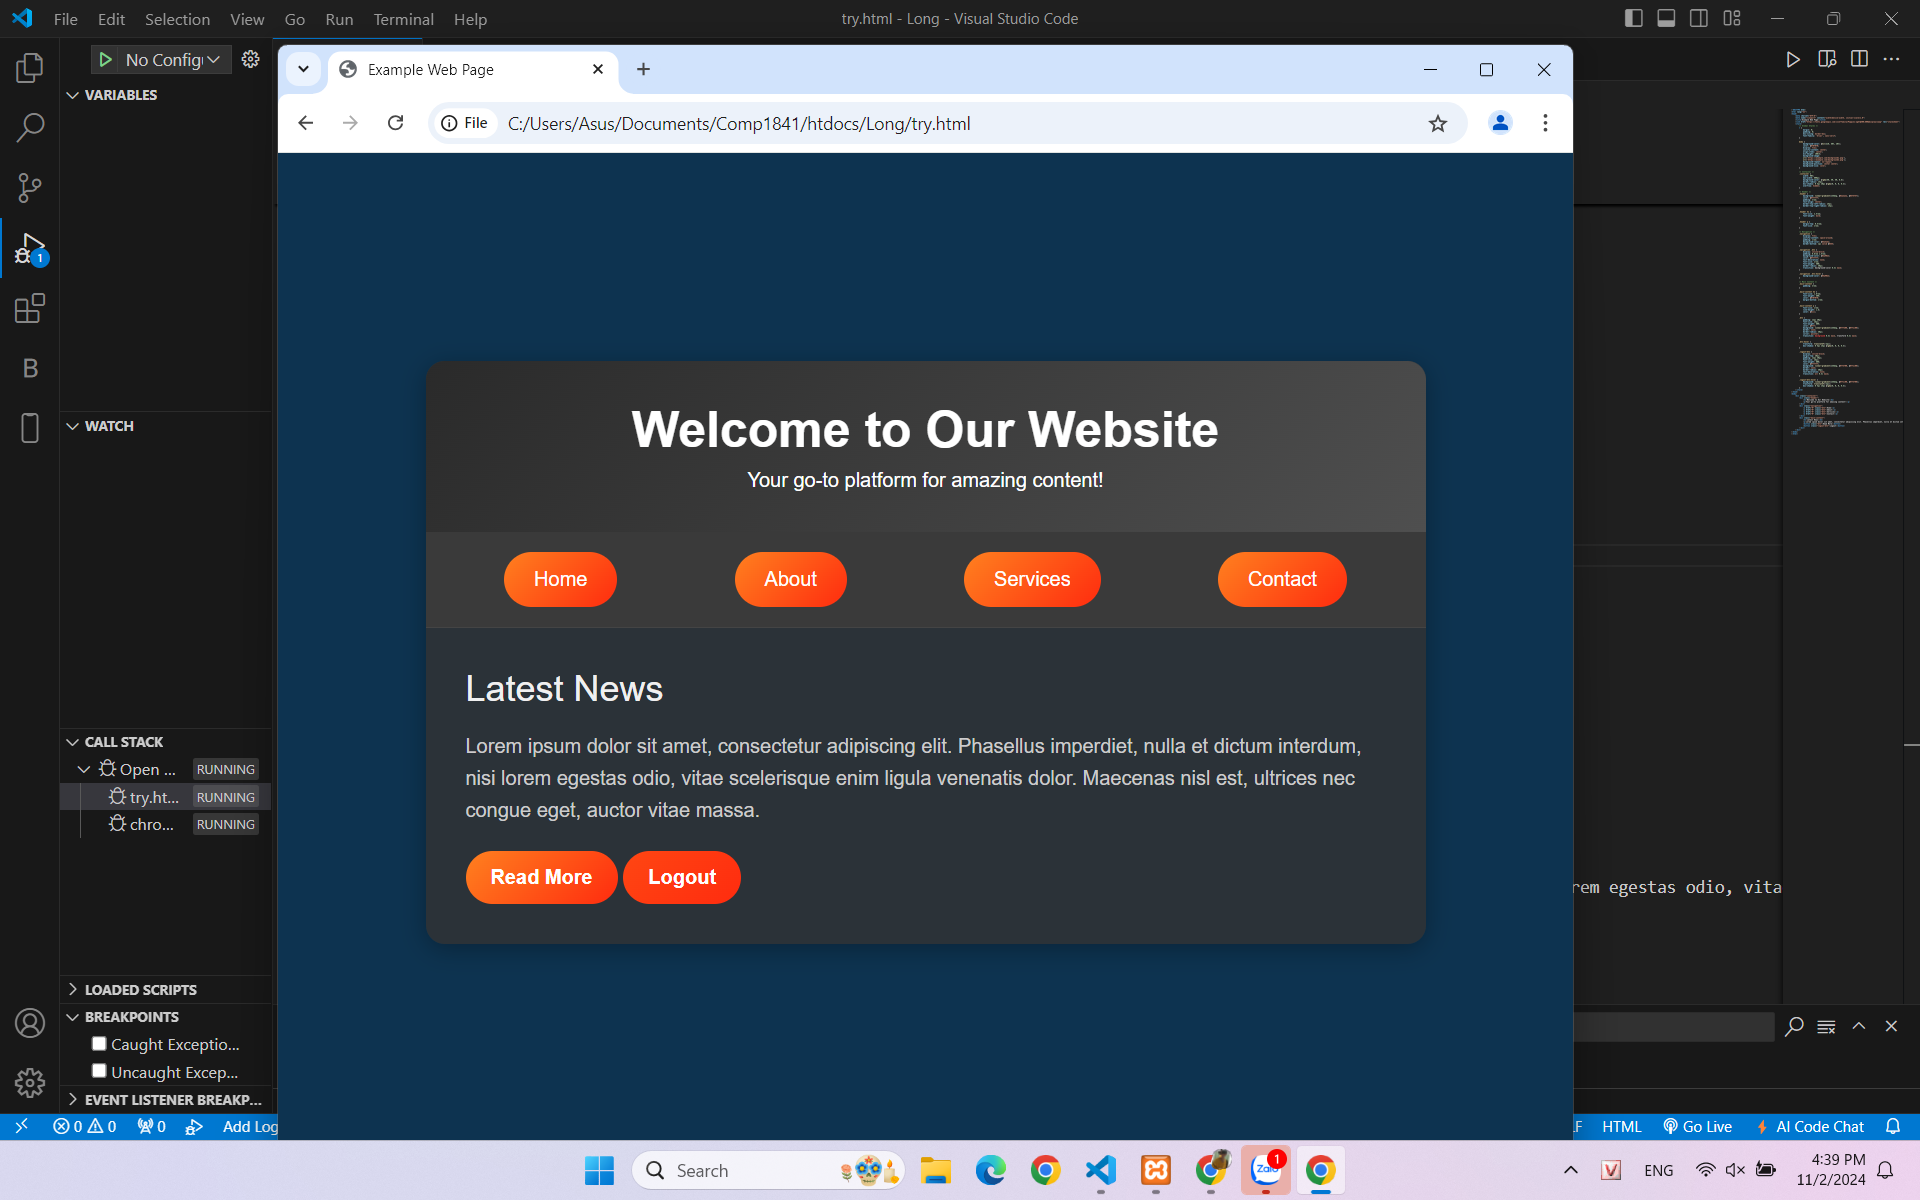 File Edit Selection View Go Run Terminal Help
try.html - Long - Visual Studio Code
No Config
VARIABLES
Example Web Page
File C:/Users/Asus/Documents/Comp1841/htdocs/Long/try.html
1
B
Welcome to Our Website
Your go-to platform for amazing content!
Home About Services Contact
WATCH
Latest News
Lorem ipsum dolor sit amet, consectetur adipiscing elit. Phasellus imperdiet, nulla et dictum interdum,
nisi lorem egestas odio, vitae scelerisque enim ligula venenatis dolor. Maecenas nisl est, ultrices nec
congue eget, auctor vitae massa.
Read More Logout
CALL STACK
Open ... RUNNING
try.ht... RUNNING
chro... RUNNING
rem egestas odio, vita
LOADED SCRIPTS
BREAKPOINTS
Caught Exceptio...
Uncaught Excep...
EVENT LISTENER BREAKP...
0 0 0 Add Log
F HTML Go Live AI Code Chat
Search
Zalo 1
V
ENG
4:39 PM
11/2/2024